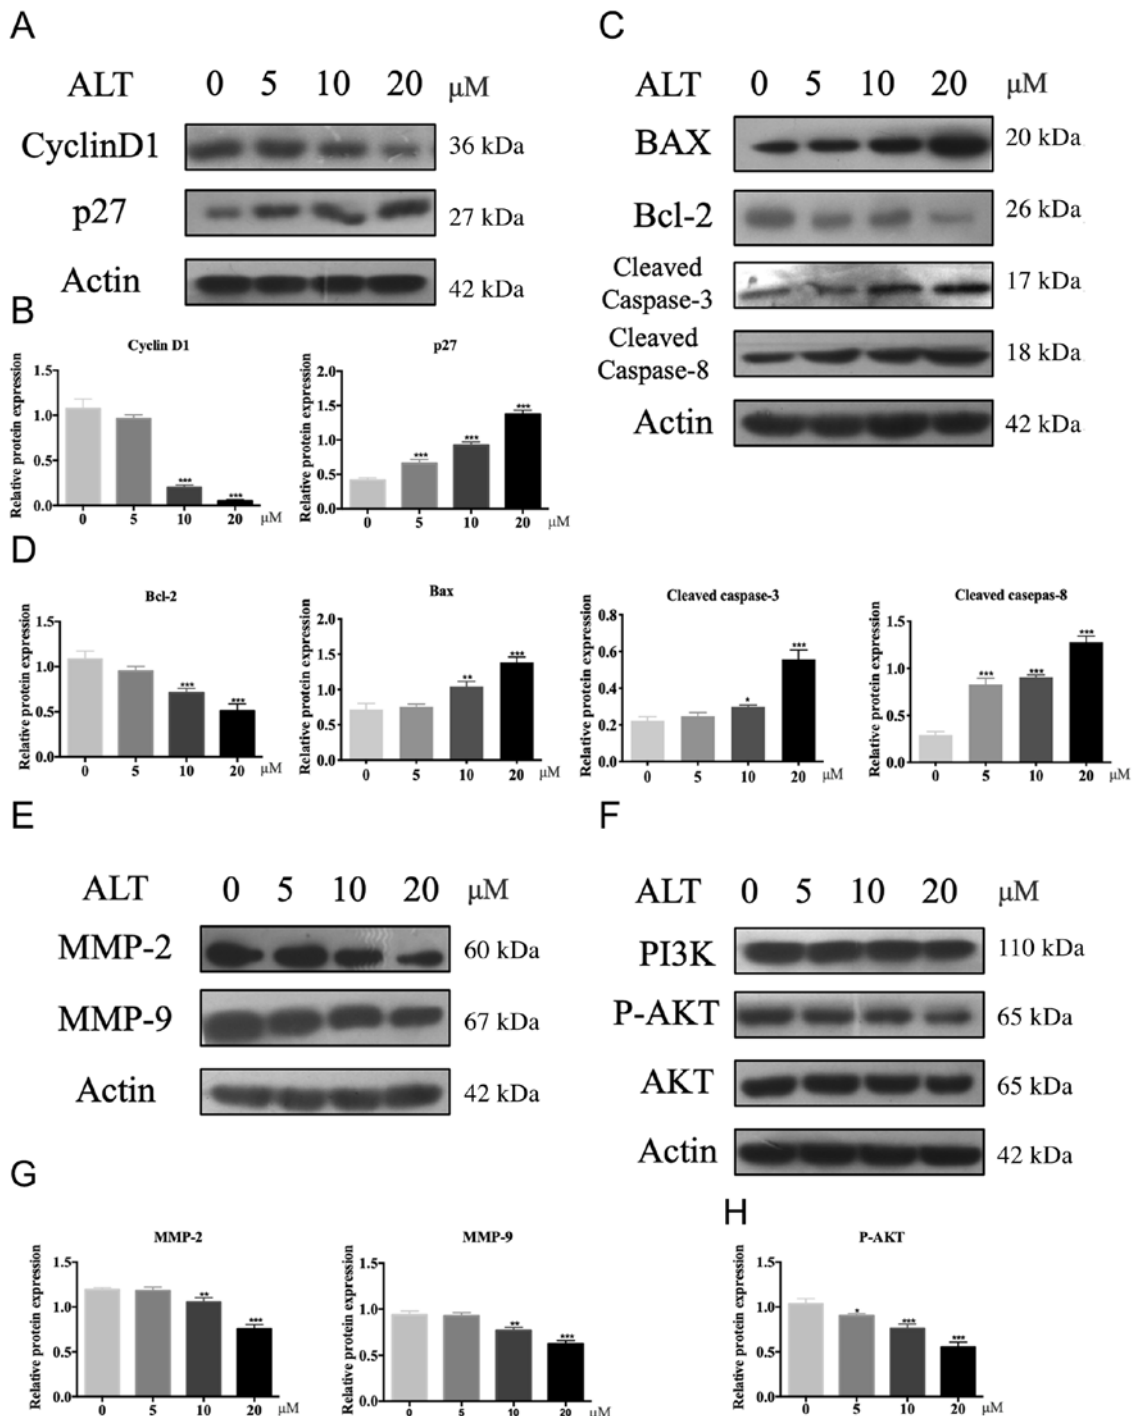 A
ALT 0 5 10 20 μM
CyclinD1 36 kDa
p27 27 kDa
Actin 42 kDa
B
Cyclin D1
Relative protein expression
1.5
1.0
0.5
0.0
*** ***
0 5 10 20 μM
p27
Relative protein expression
2.0
1.5
1.0
0.5
0.0
*** *** ***
0 5 10 20 μM
C
ALT 0 5 10 20 μM
BAX 20 kDa
Bcl-2 26 kDa
Cleaved
Caspase-3 17 kDa
Cleaved
Caspase-8 18 kDa
Actin 42 kDa
D
Bcl-2
Relative protein expression
1.5
1.0
0.5
0.0
*** ***
0 5 10 20 μM
Bax
Relative protein expression
2.0
1.5
1.0
0.5
0.0
** ***
0 5 10 20 μM
Cleaved caspase-3
Relative protein expression
0.8
0.6
0.4
0.2
0.0
* ***
0 5 10 20 μM
Cleaved casepas-8
Relative protein expression
1.5
1.0
0.5
0.0
*** *** ***
0 5 10 20 μM
E
ALT 0 5 10 20 μM
MMP-2 60 kDa
MMP-9 67 kDa
Actin 42 kDa
F
ALT 0 5 10 20 μM
PI3K 110 kDa
P-AKT 65 kDa
AKT 65 kDa
Actin 42 kDa
G
MMP-2
Relative protein expression
1.5
1.0
0.5
0.0
** ***
0 5 10 20 μM
MMP-9
Relative protein expression
1.5
1.0
0.5
0.0
** ***
0 5 10 20 μM
H
P-AKT
Relative protein expression
1.5
1.0
0.5
0.0
* *** ***
0 5 10 20 μM